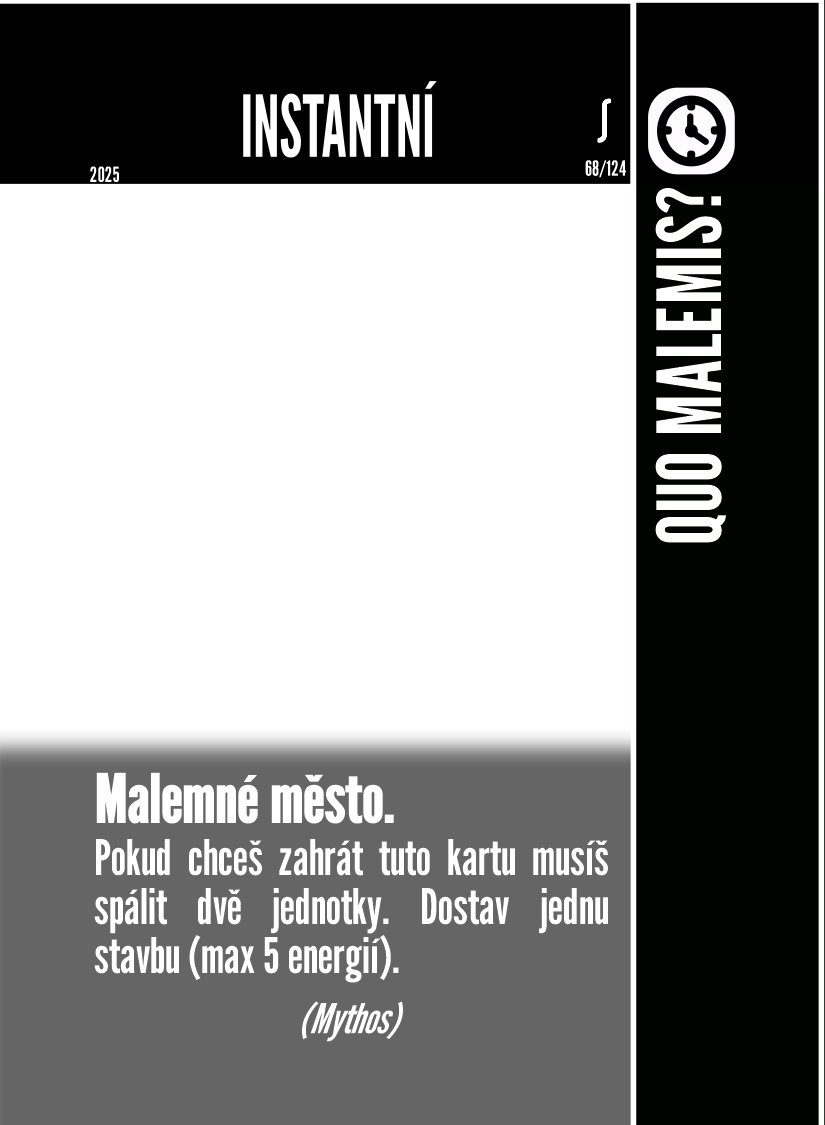 INSTANTNÍ
ʃ
2025
68/124
QUO MALEMIS?
Malemné město.
Pokud chceš zahrát tuto kartu musíš
spálit dvě jednotky. Dostav jednu
stavbu (max 5 energií).
(Mythos)